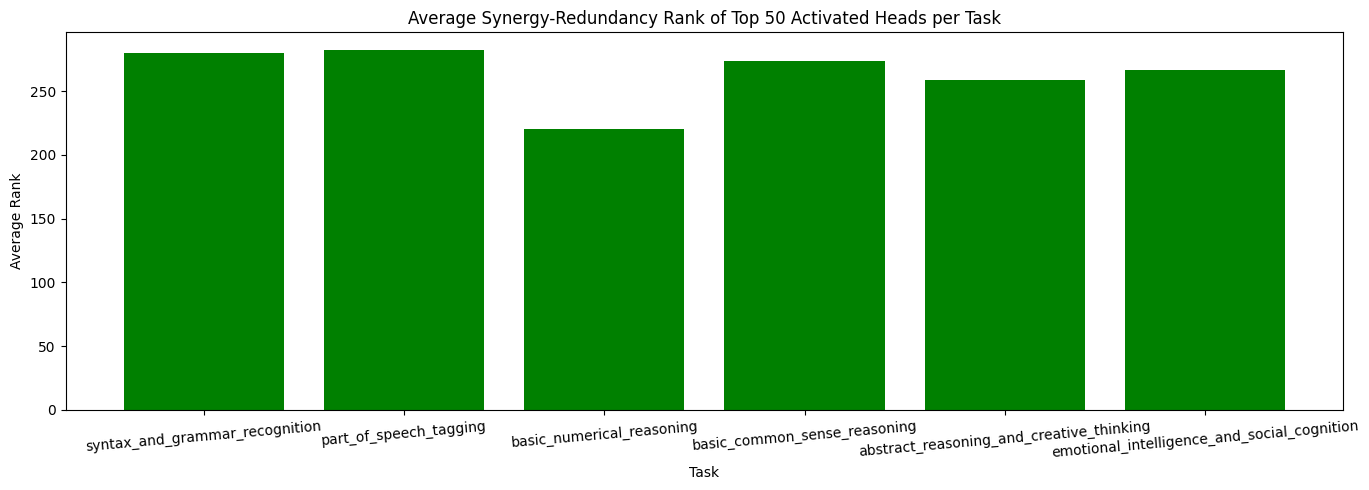 Average Synergy-Redundancy Rank of Top 50 Activated Heads per Task
Average Rank
250
200
150
100
50
0
syntax_and_grammar_recognition
part_of_speech_tagging
basic_numerical_reasoning
basic_common_sense_reasoning
abstract_reasoning_and_creative_thinking
emotional_intelligence_and_social_cognition
Task